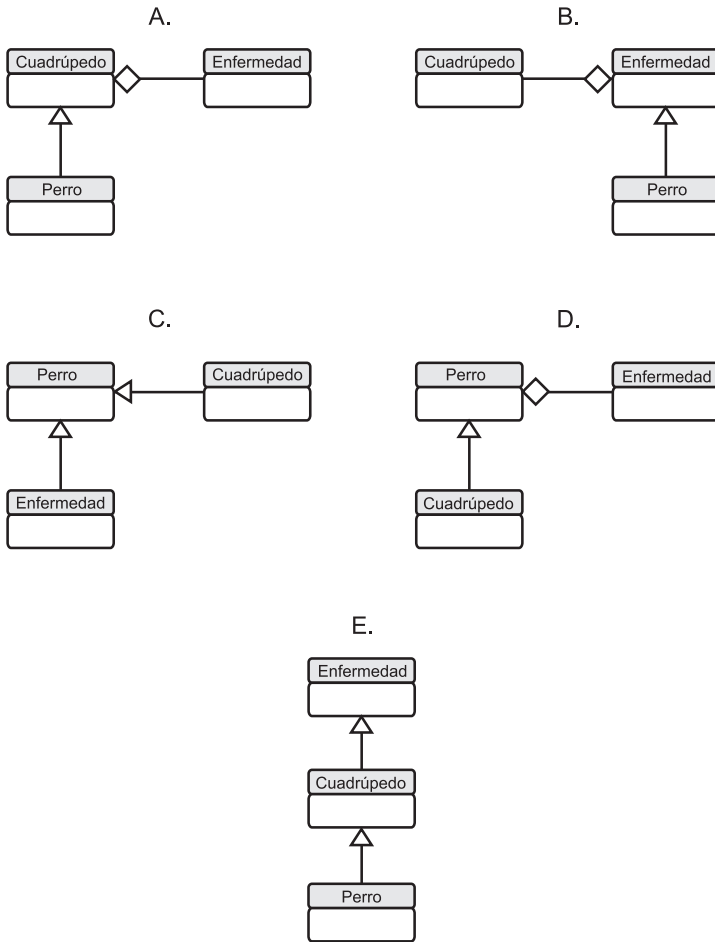 A.
Cuadrúpedo
Enfermedad
Perro
B.
Cuadrúpedo
Enfermedad
Perro
C.
Perro
Cuadrúpedo
Enfermedad
D.
Perro
Enfermedad
Cuadrúpedo
E.
Enfermedad
Cuadrúpedo
Perro